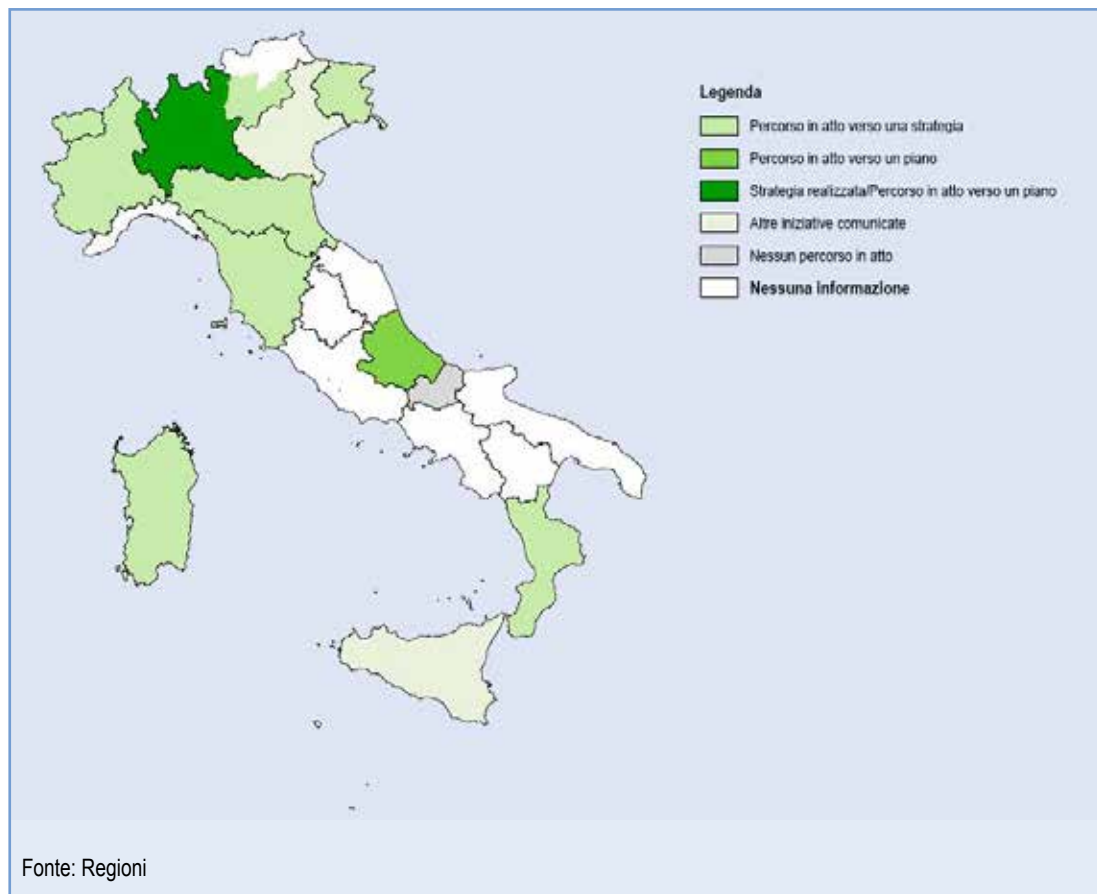 Legenda
Percorso in atto verso una strategia
Percorso in atto verso un piano
Strategia realizzata/Percorso in atto verso un piano
Altre iniziative comunicate
Nessun percorso in atto
Nessuna informazione
Fonte: Regioni